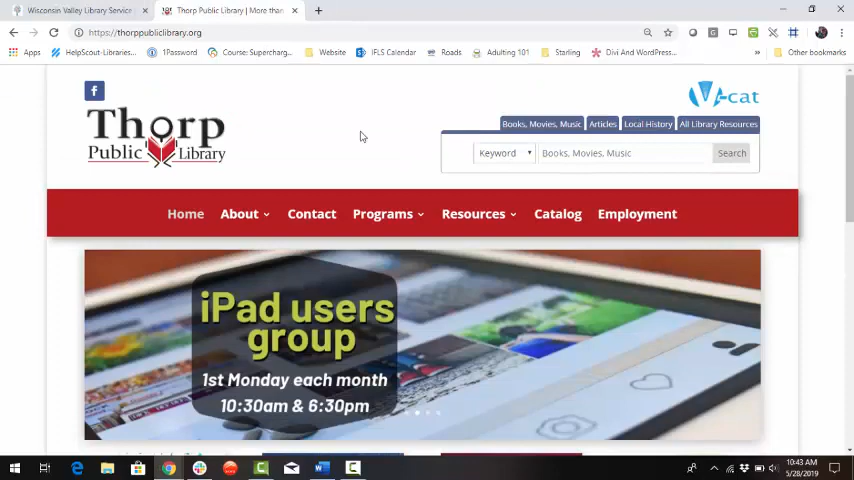 Wisconsin Valley Library Service
Thorp Public Library | More than
https://thorppubliclibrary.org
Apps
HelpScout-Libraries...
1Password
Course: Supercharg...
Website
IFLS Calendar
Roads
Adulting 101
Starling
Divi And WordPress...
Other bookmarks
Thorp
Public Library
V-cat
Books, Movies, Music
Articles
Local History
All Library Resources
Keyword
Books, Movies, Music
Search
Home
About
Contact
Programs
Resources
Catalog
Employment
iPad users
group
1st Monday each month
10:30am & 6:30pm
10:43 AM
5/28/2019